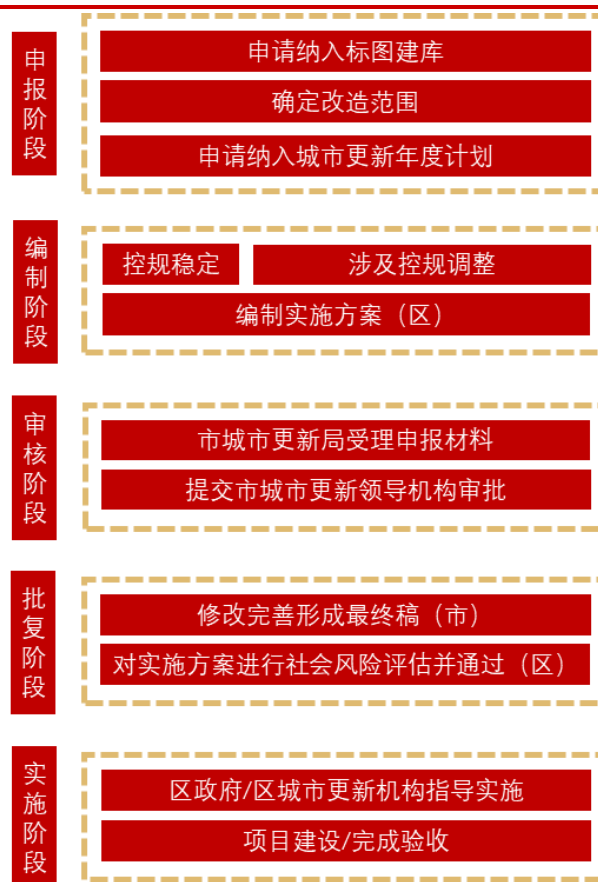 申报阶段
申请纳入标图建库
确定改造范围
申请纳入城市更新年度计划
编制阶段
控规稳定
涉及控规调整
编制实施方案（区）
审核阶段
市城市更新局受理申报材料
提交市城市更新领导机构审批
批复阶段
修改完善形成最终稿（市）
对实施方案进行社会风险评估并通过（区）
实施阶段
区政府/区城市更新机构指导实施
项目建设/完成验收